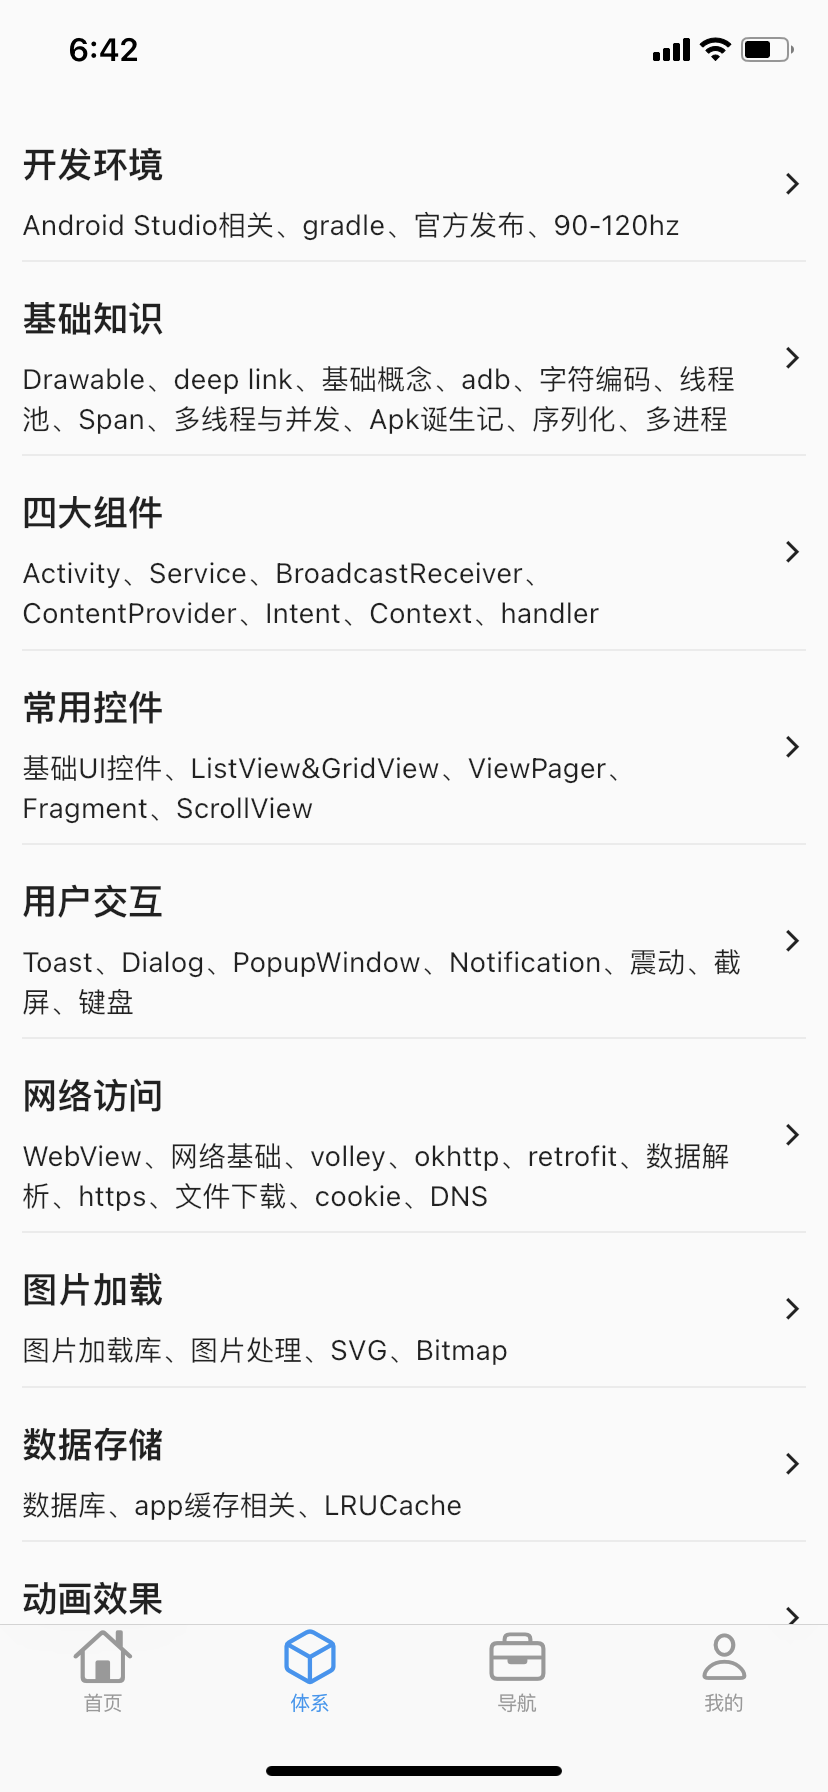 6:42
开发环境
Android Studio相关、gradle、官方发布、90-120hz
基础知识
Drawable、deep link、基础概念、adb、字符编码、线程
池、Span、多线程与并发、Apk诞生记、序列化、多进程
四大组件
Activity、Service、BroadcastReceiver、
ContentProvider、Intent、Context、handler
常用控件
基础UI控件、ListView&GridView、ViewPager、
Fragment、ScrollView
用户交互
Toast、Dialog、PopupWindow、Notification、震动、截
屏、键盘
网络访问
WebView、网络基础、volley、okhttp、retrofit、数据解
析、https、文件下载、cookie、DNS
图片加载
图片加载库、图片处理、SVG、Bitmap
数据存储
数据库、app缓存相关、LRUCache
动画效果
首页
体系
导航
我的